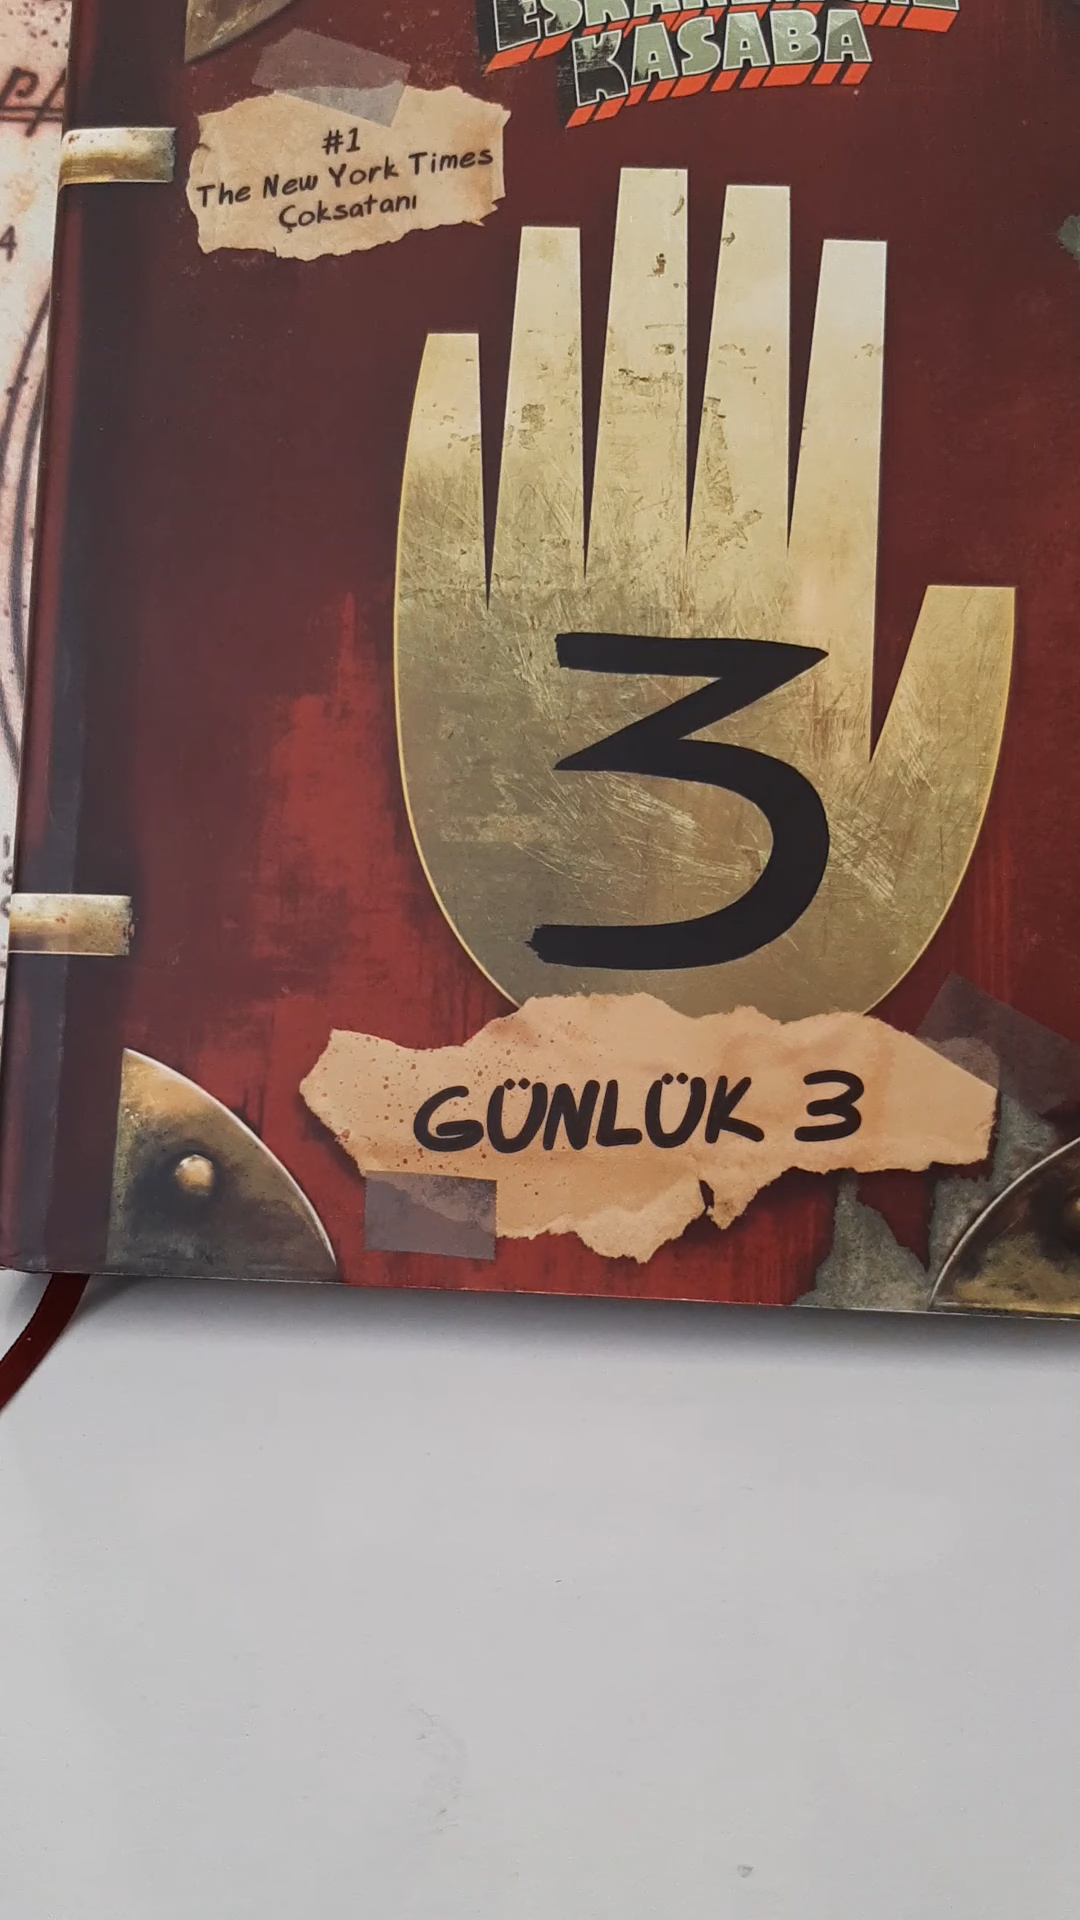 KASABA
#1
The New York Times
Çoksatanı
3
GÜNLÜK 3